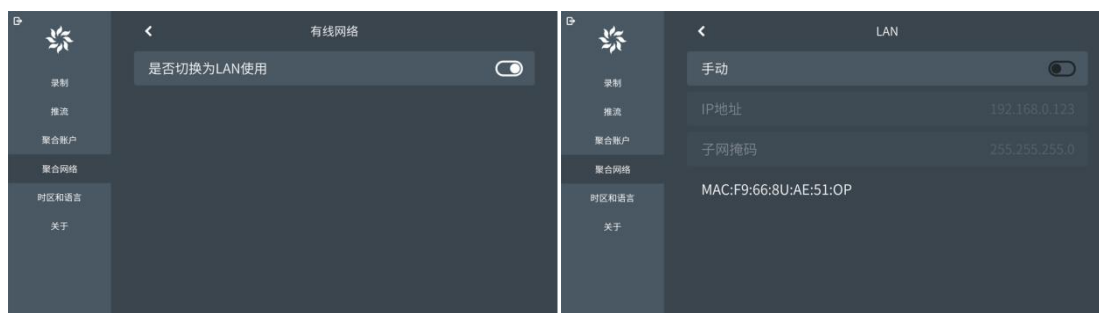 有线网络
是否切换为LAN使用
录制
推流
聚合账户
聚合网络
时区和语言
关于
LAN
手动
录制
IP地址 192.168.0.123
推流
聚合账户
子网掩码 255.255.255.0
聚合网络
MAC:F9:66:8U:AE:51:OP
时区和语言
关于